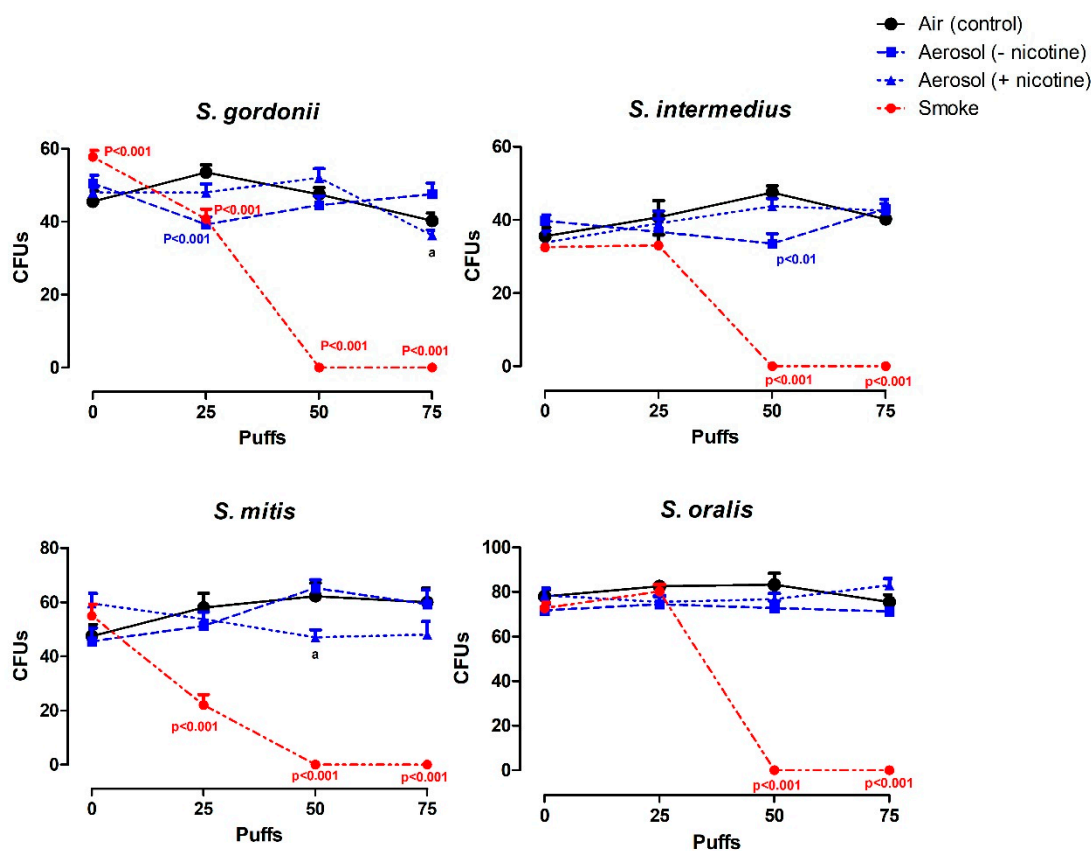 Air (control)
Aerosol (- nicotine)
Aerosol (+ nicotine)
Smoke
S. gordonii
CFUs
60
40
20
0
P<0.001
P<0.001
P<0.001
P<0.001
P<0.001
a
0 25 50 75
Puffs
S. intermedius
CFUs
60
40
20
0
p<0.01
p<0.001
p<0.001
0 25 50 75
Puffs
S. mitis
CFUs
80
60
40
20
0
a
p<0.001
p<0.001
p<0.001
0 25 50 75
Puffs
S. oralis
CFUs
100
80
60
40
20
0
p<0.001
p<0.001
0 25 50 75
Puffs